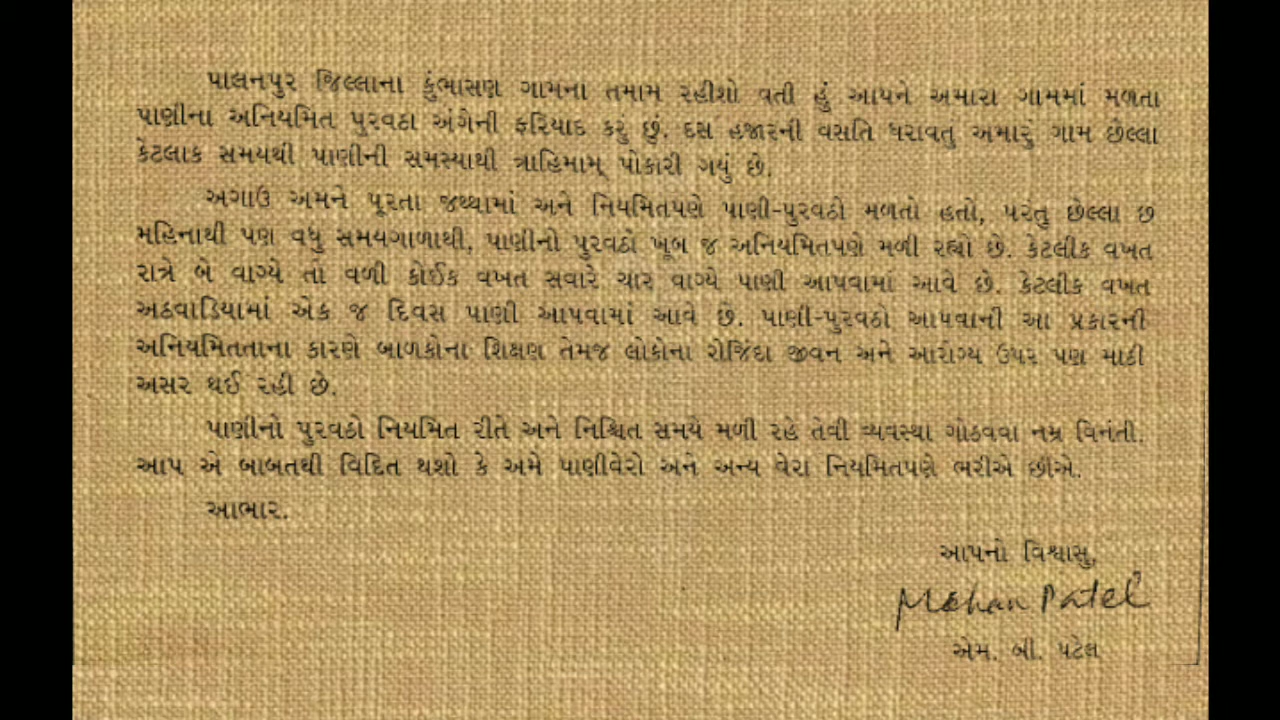 પાલનપુર જિલ્લાના કુંભાસણ ગામના તમામ રહીશો વતી હું આપને અમારા ગામમાં મળતા
પાણીના અનિયમિત પુરવઠા અંગેની ફરિયાદ કરું છું. દસ હજારની વસતિ ધરાવતુ અમારું ગામ છેલ્લા
કેટલાક સમયથી પાણીની સમસ્યાથી ત્રાહિમામ્ પોકારી ગયું છે.
અગાઉ અમને પૂરતા જથ્થામાં અને નિયમિતપણે પાણી-પુરવઠો મળતો હતો, પરંતુ છેલ્લા છ
મહિનાથી પણ વધુ સમયગાળાથી, પાણીનો પુરવઠો ખૂબ જ અનિયમિતપણે મળી રહ્યો છે. કેટલીક વખત
રાત્રે બે વાગ્યે તો વળી કોઈક વખત સવારે ચાર વાગ્યે પાણી આપવામાં આવે છે. કેટલીક વખત
અઠવાડિયામાં એક જ દિવસ પાણી આપવામાં આવે છે. પાણી-પુરવઠો આપવાની આ પ્રકારની
અનિયમિતતાના કારણે બાળકોના શિક્ષણ તેમજ લોકોના રોજિંદા જીવન અને આરોગ્ય ઉપર પણ માઠી
અસર થઈ રહી છે.
પાણીનો પુરવઠો નિયમિત રીતે અને નિશ્ચિત સમયે મળી રહે તેવી વ્યવસ્થા ગોઠવવા નમ્ર વિનંતી.
આપ એ બાબતથી વિદિત થશો કે અમે પાણીવેરો અને અન્ય વેરા નિયમિતપણે ભરીએ છીએ.
આભાર.
આપનો વિશ્વાસુ,
Mohan Patel
એમ. બી. પટેલ